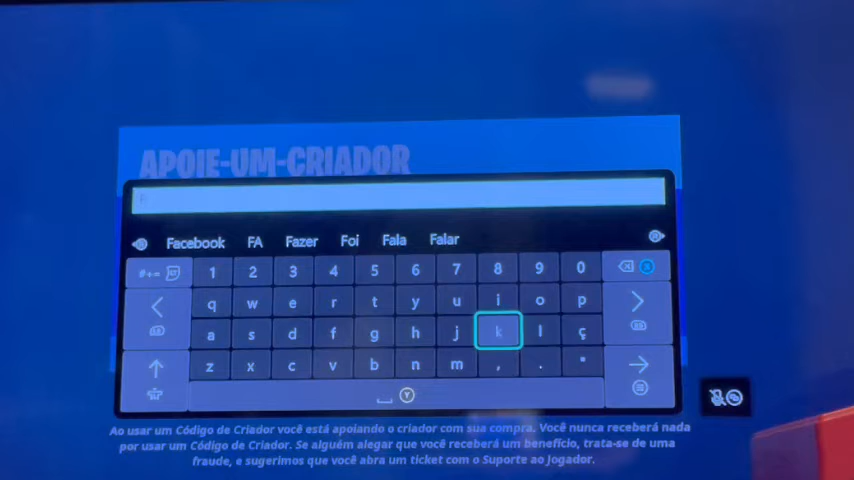 APOIE-UM-CRIADOR
Facebook FA Fazer Foi Fala Falar
#+= 1 2 3 4 5 6 7 8 9 0
q w e r t y u i o p
a s d f g h j k l ç
z x c v b n m , . "
Y
Ao usar um Código de Criador você está apoiando o criador com sua compra. Você nunca receberá nada
por usar um Código de Criador. Se alguém alegar que você receberá um benefício, trata-se de uma
fraude, e sugerimos que você abra um ticket com o Suporte ao Jogador.